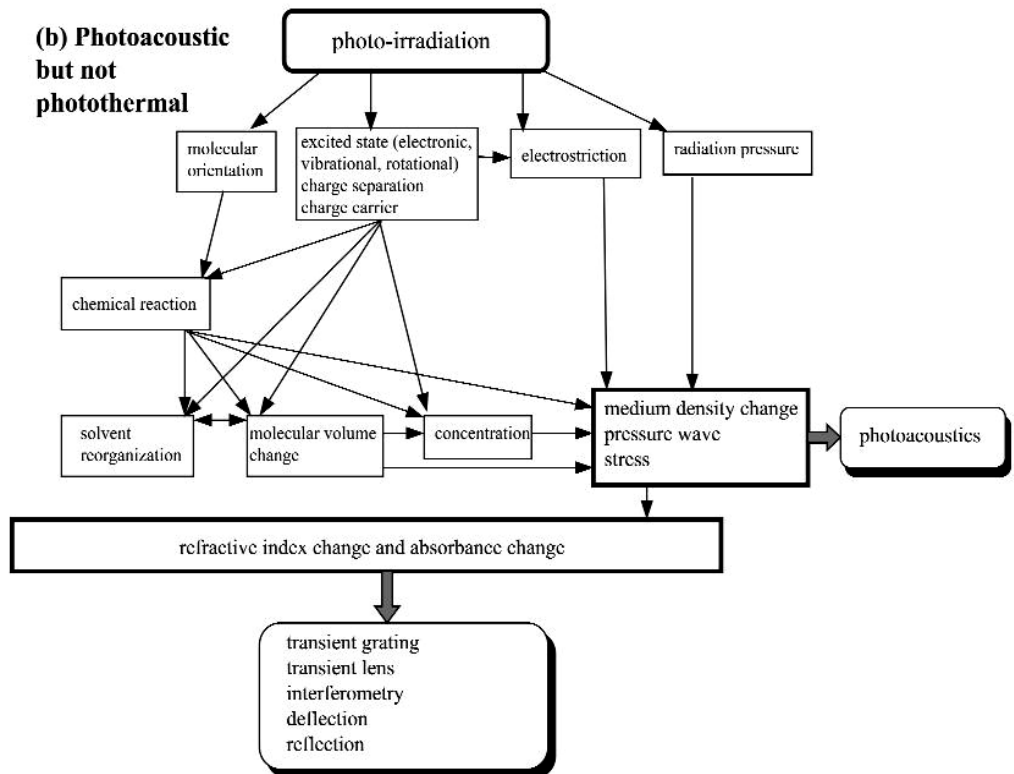 (b) Photoacoustic
but not
photothermal
photo-irradiation
molecular
orientation
excited state (electronic,
vibrational, rotational)
charge separation
charge carrier
electrostriction
radiation pressure
chemical reaction
solvent
reorganization
molecular volume
change
concentration
medium density change
pressure wave
stress
photoacoustics
refractive index change and absorbance change
transient grating
transient lens
interferometry
deflection
reflection